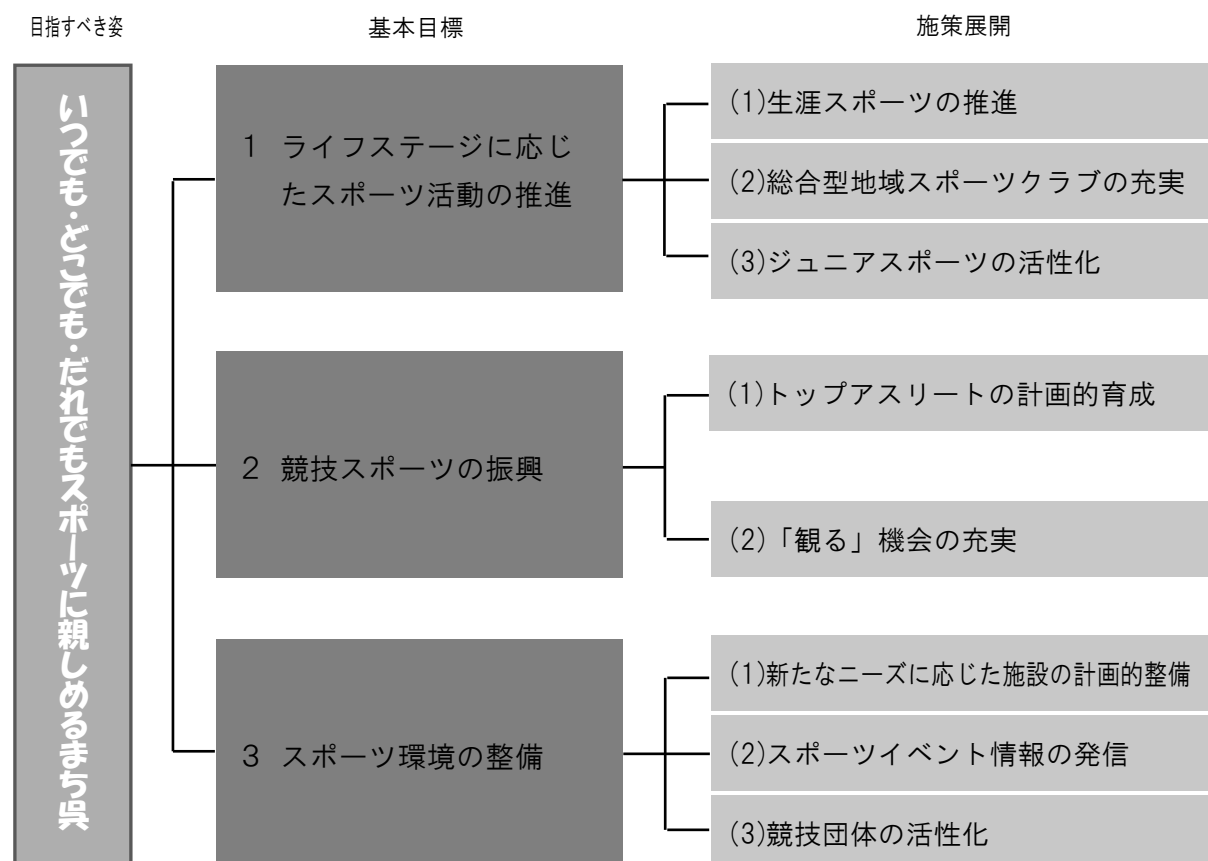 目指すべき姿
基本目標
施策展開
いつでも・どこでも・だれでもスポーツに親しめるまち呉
1 ライフステージに応じ
たスポーツ活動の推進
(1)生涯スポーツの推進
(2)総合型地域スポーツクラブの充実
(3)ジュニアスポーツの活性化
2 競技スポーツの振興
(1)トップアスリートの計画的育成
(2)「観る」機会の充実
3 スポーツ環境の整備
(1)新たなニーズに応じた施設の計画的整備
(2)スポーツイベント情報の発信
(3)競技団体の活性化